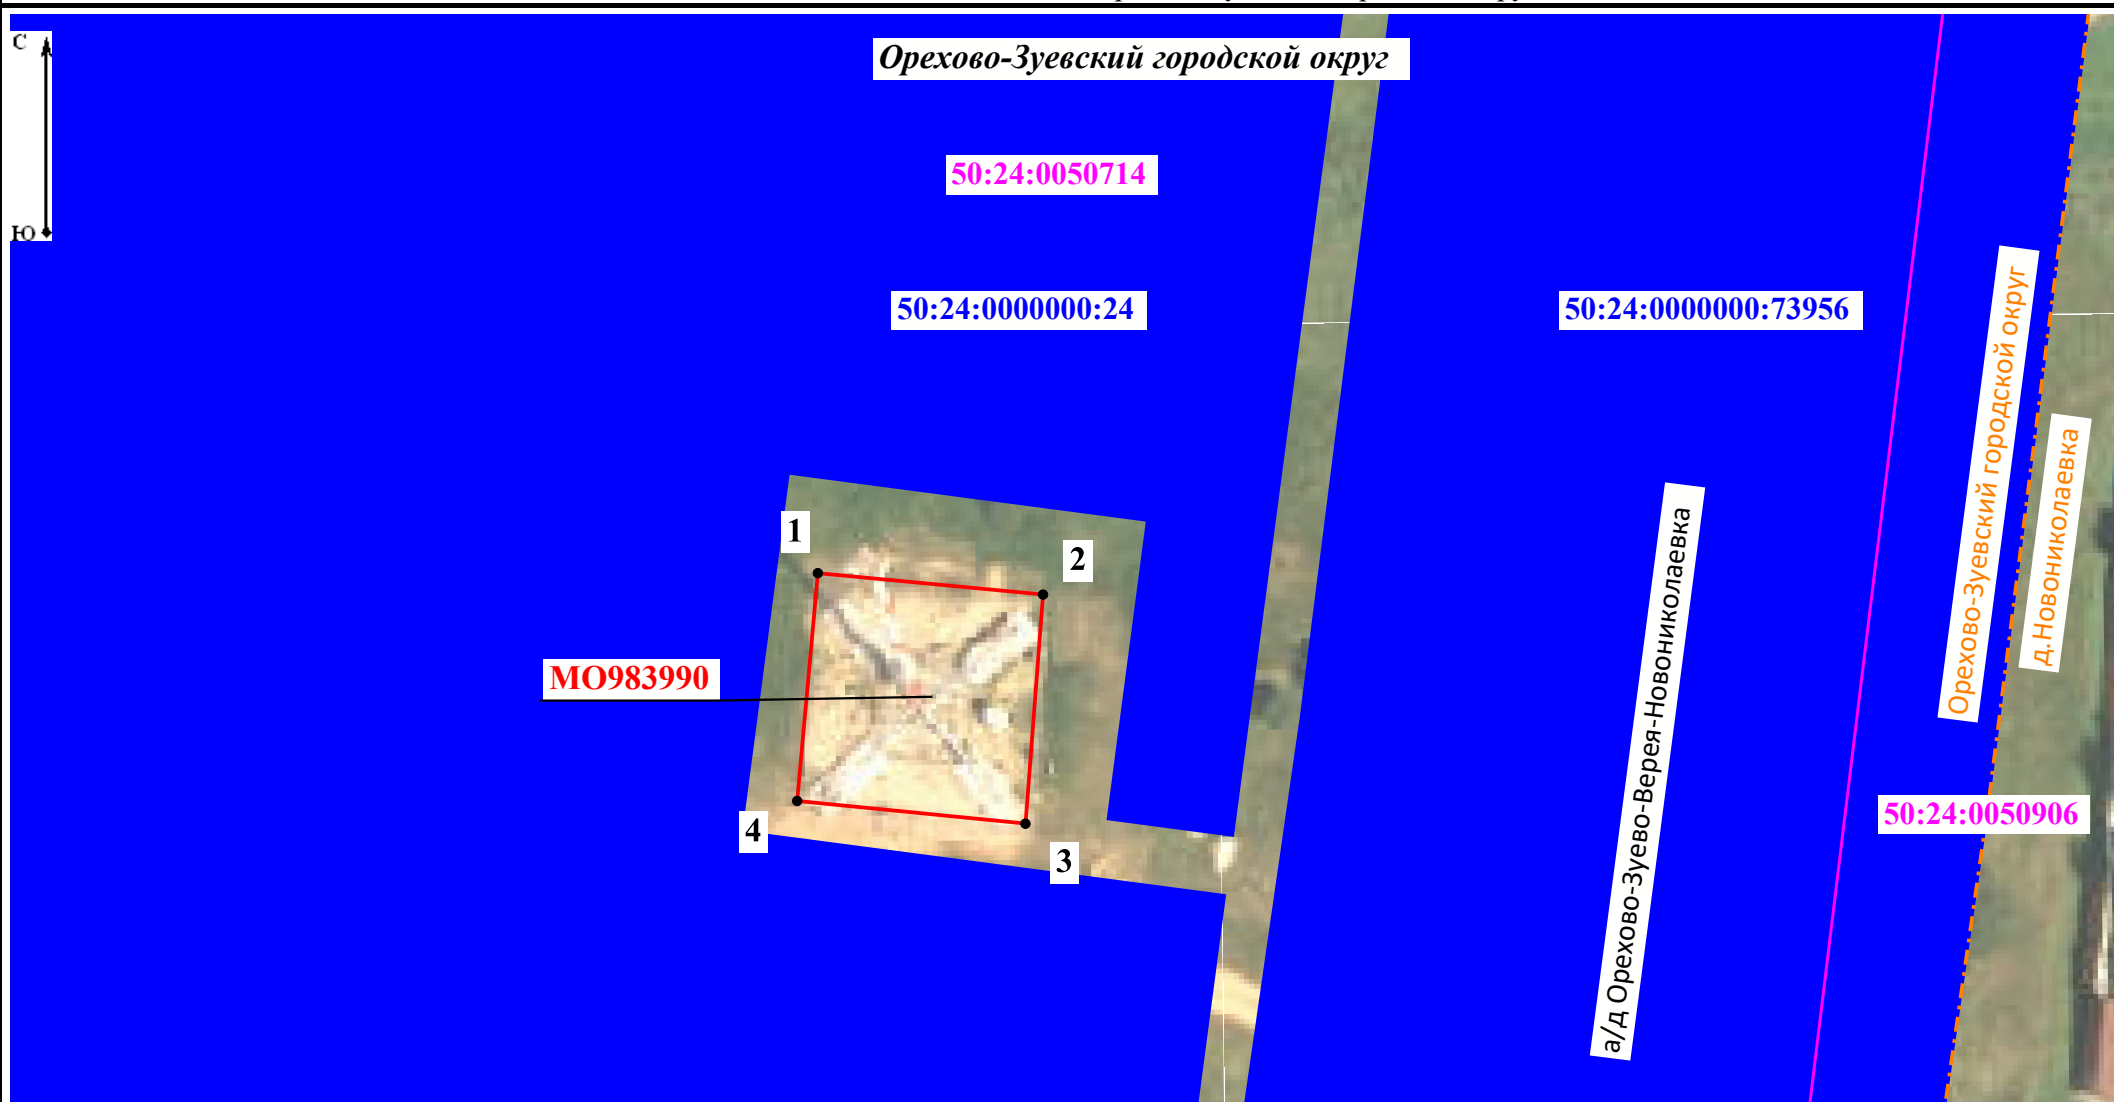 С
Ю
Орехово-Зуевский городской округ
50:24:0050714
50:24:0000000:24
50:24:0000000:73956
Орехово-Зуевский городской округ
д.Новониколаевка
а/д Орехово-Зуево-Верея-Новониколаевка
1
2
МО983990
4
3
50:24:0050906